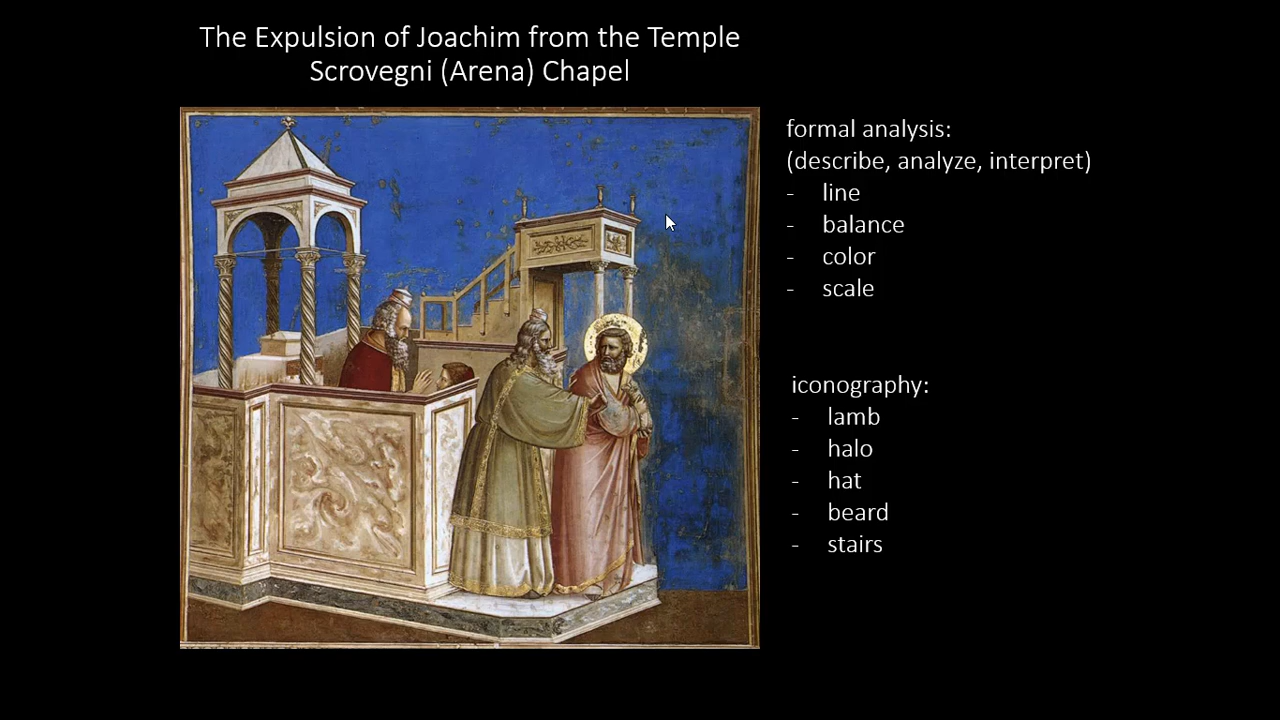 The Expulsion of Joachim from the Temple
Scrovegni (Arena) Chapel
formal analysis:
(describe, analyze, interpret)
- line
- balance
- color
- scale
iconography:
- lamb
- halo
- hat
- beard
- stairs